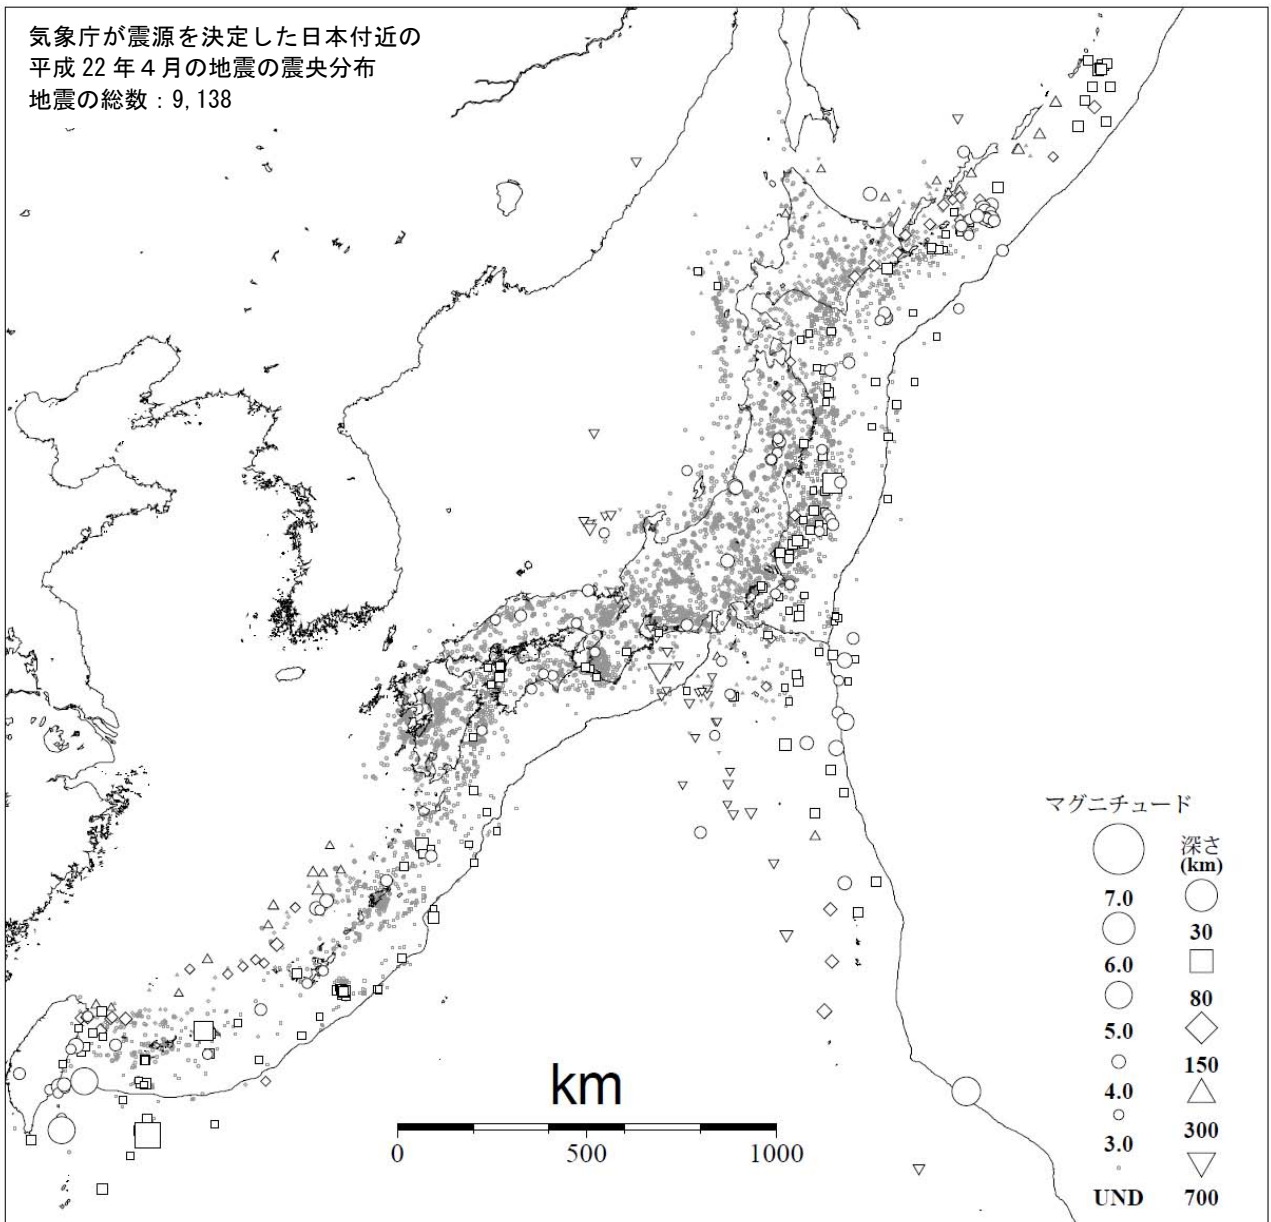 気象庁が震源を決定した日本付近の
平成 22 年 4 月の地震の震央分布
地震の総数:9,138
km
0 500 1000
マグニチュード
深さ
(km)
7.0
30
6.0
80
5.0
150
4.0
300
3.0
UND 700